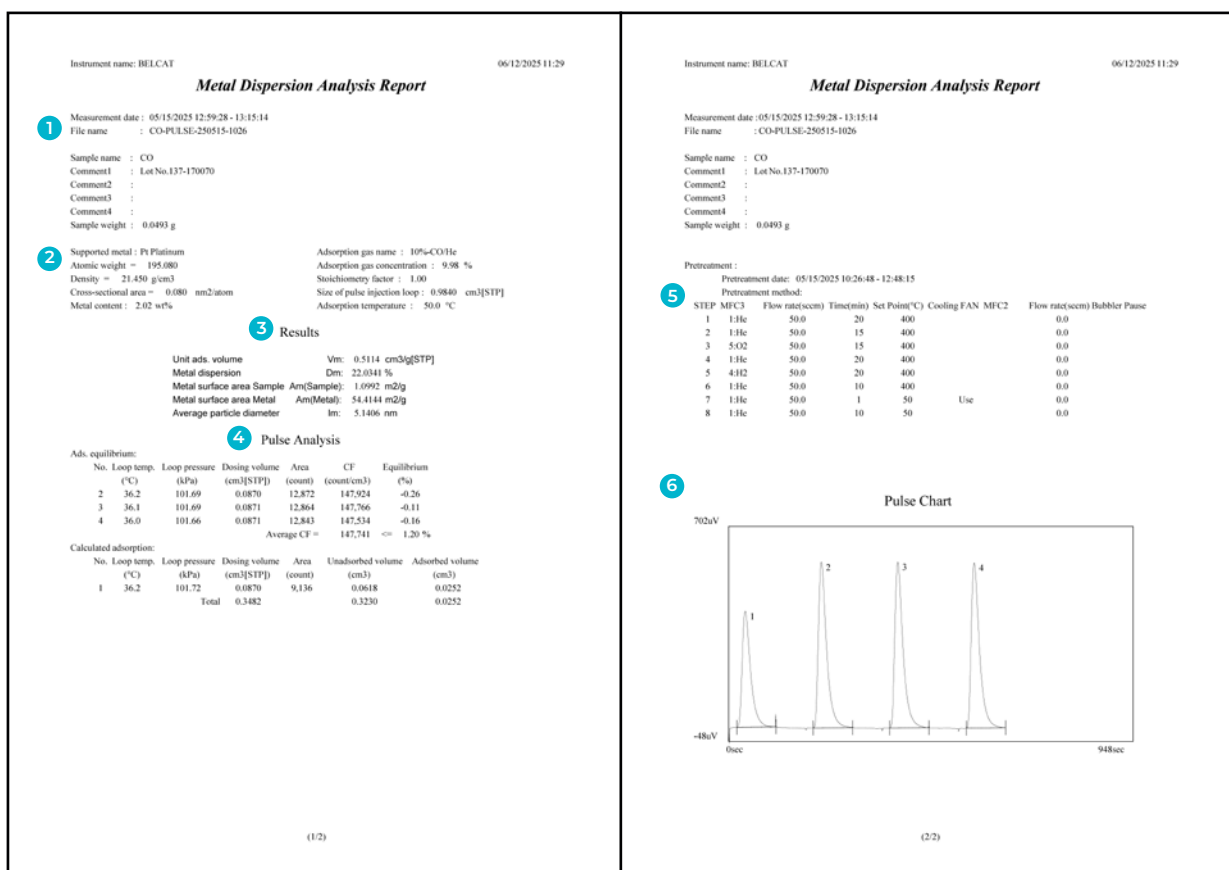 Instrument name: BELCAT 06/12/2025 11:29
Metal Dispersion Analysis Report
1 Measurement date : 05/15/2025 12:59:28 - 13:15:14
File name : CO-PULSE-250515-1026
Sample name : CO
Comment1 : Lot No.137-170070
Comment2 :
Comment3 :
Comment4 :
Sample weight : 0.0493 g
2 Supported metal : Pt Platinum Adsorption gas name : 10%-CO/He
Atomic weight = 195.080 Adsorption gas concentration : 9.98 %
Density = 21.450 g/cm3 Stoichiometry factor : 1.00
Cross-sectional area = 0.080 nm2/atom Size of pulse injection loop : 0.9840 cm3[STP]
Metal content : 2.02 wt% Adsorption temperature : 50.0 °C
3 Results
Unit ads. volume Vm: 0.5114 cm3/g[STP]
Metal dispersion Dm: 22.0341 %
Metal surface area Sample Am(Sample): 1.0992 m2/g
Metal surface area Metal Am(Metal): 54.4144 m2/g
Average particle diameter lm: 5.1406 nm
4 Pulse Analysis
Ads. equilibrium:
No. Loop temp. Loop pressure Dosing volume Area CF Equilibrium
(°C) (kPa) (cm3[STP]) (count) (count/cm3) (%)
2 36.2 101.69 0.0870 12,872 147,924 -0.26
3 36.1 101.69 0.0871 12,864 147,766 -0.11
4 36.0 101.66 0.0871 12,843 147,534 -0.16
Average CF = 147,741 <= 1.20 %
Calculated adsorption:
No. Loop temp. Loop pressure Dosing volume Area Unadsorbed volume Adsorbed volume
(°C) (kPa) (cm3[STP]) (count) (cm3) (cm3)
1 36.2 101.72 0.0870 9,136 0.0618 0.0252
Total 0.3482 0.3230 0.0252
(1/2)
Instrument name: BELCAT 06/12/2025 11:29
Metal Dispersion Analysis Report
Measurement date :05/15/2025 12:59:28 - 13:15:14
File name : CO-PULSE-250515-1026
Sample name : CO
Comment1 : Lot No.137-170070
Comment2 :
Comment3 :
Comment4 :
Sample weight : 0.0493 g
Pretreatment :
Pretreatment date: 05/15/2025 10:26:48 - 12:48:15
5 Pretreatment method:
STEP MFC3 Flow rate(sccm) Time(min) Set Point(°C) Cooling FAN MFC2 Flow rate(sccm) Bubbler Pause
1 1:He 50.0 20 400 0.0
2 1:He 50.0 15 400 0.0
3 5:O2 50.0 15 400 0.0
4 1:He 50.0 20 400 0.0
5 4:H2 50.0 20 400 0.0
6 1:He 50.0 10 400 0.0
7 1:He 50.0 1 50 Use 0.0
8 1:He 50.0 10 50 0.0
6 Pulse Chart
702uV
1 2 3 4
-48uV
0sec 948sec
(2/2)